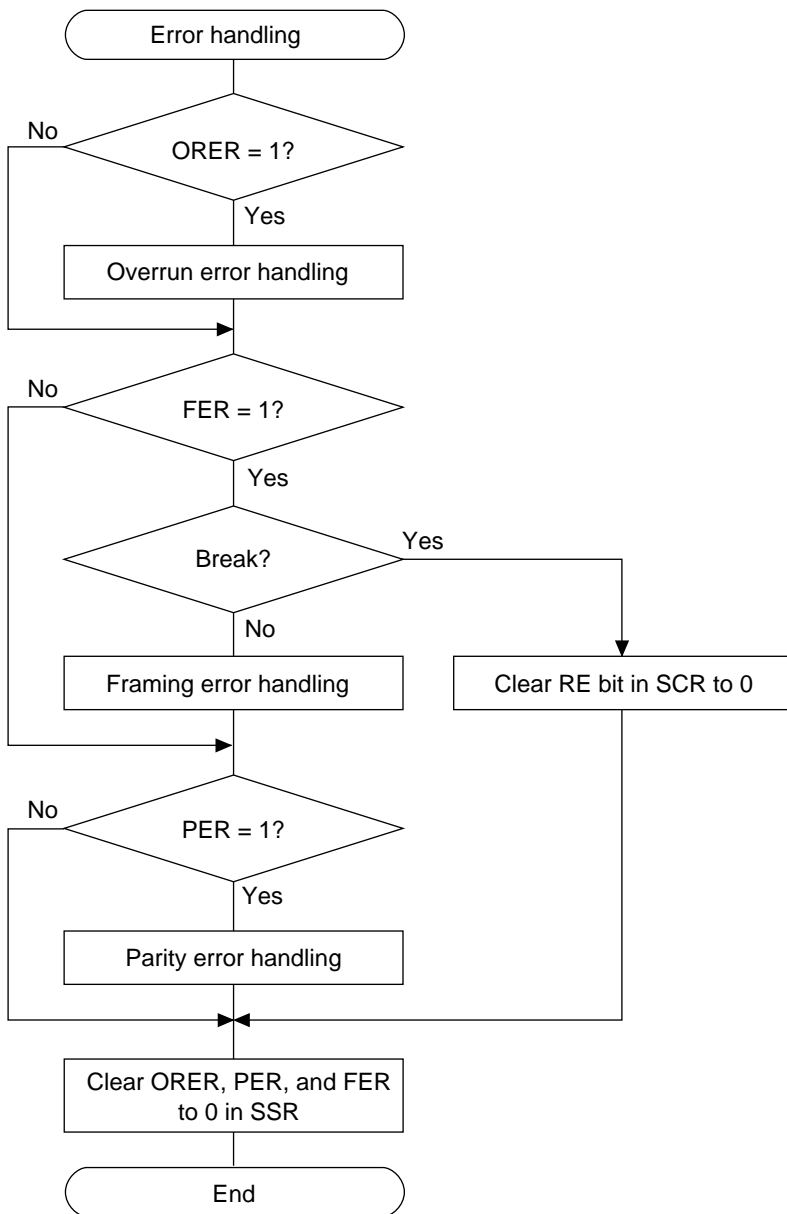 Error handling
No
ORER = 1?
Yes
Overrun error handling
No
FER = 1?
Yes
Break?
Yes
No
Framing error handling
Clear RE bit in SCR to 0
No
PER = 1?
Yes
Parity error handling
Clear ORER, PER, and FER
to 0 in SSR
End